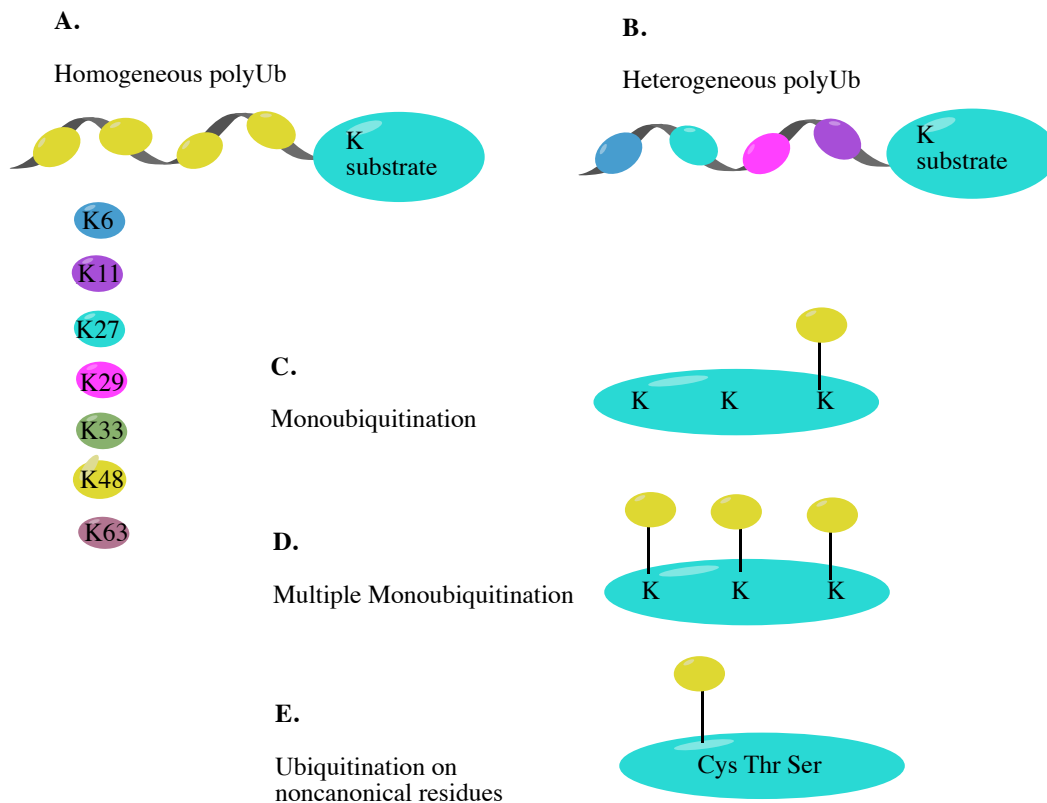 A.
Homogeneous polyUb
K
substrate
K6
K11
K27
K29
K33
K48
K63
B.
Heterogeneous polyUb
K
substrate
C.
Monoubiquitination
K K K
D.
Multiple Monoubiquitination
K K K
E.
Ubiquitination on
noncanonical residues
Cys Thr Ser